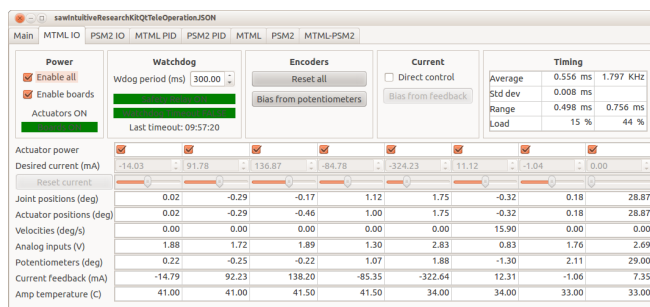 sawIntuitiveResearchKitQtTeleOperationJSON
Main MTML IO PSM2 IO MTML PID PSM2 PID MTML PSM2 MTML-PSM2
Power Watchdog Encoders Current Timing
Enable all Wdog period (ms) 300.00 Reset all Direct control Average 0.556 ms 1.797 KHz
Enable boards Bias from potentiometers Bias from feedback Std dev 0.008 ms
Actuators ON Range 0.498 ms 0.756 ms
Last timeout: 09:57:20 Load 15 % 44 %
Actuator power
Desired current (mA) -14.03 91.78 136.87 -84.78 -324.23 11.12 -1.04 0.00
Reset current
Joint positions (deg) 0.02 -0.29 -0.17 1.12 1.75 -0.32 0.18 28.87
Actuator positions (deg) 0.02 -0.29 -0.46 1.00 1.75 -0.32 0.18 28.87
Velocities (deg/s) 0.00 0.00 0.00 0.00 0.00 15.90 0.00 0.00
Analog inputs (V) 1.88 1.72 1.89 1.30 2.83 0.83 1.76 2.69
Potentiometers (deg) 0.22 -0.25 -0.22 1.07 1.88 -1.30 2.11 29.00
Current feedback (mA) -14.79 92.23 138.20 -85.35 -322.64 12.31 -1.06 7.35
Amp temperature (C) 41.00 41.00 41.50 41.50 34.00 34.00 33.00 33.00